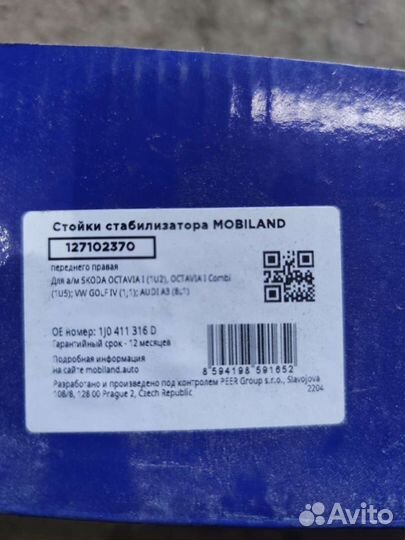 Стойки стабилизатора MOBILAND
127102370
переднего правая
Для а/м SKODA OCTAVIA I (1U2), OCTAVIA I Combi
(1U5); VW GOLF IV (1J1); AUDI A3 (8L1)
OE номер: 1J0 411 316 D
Гарантийный срок - 12 месяцев
Подробная информация
на сайте mobiland.auto
8 594198 591652
Разработано и произведено под контролем PEER Group s.r.o., Slavojova
108/8, 128 00 Prague 2, Czech Republic
2204
Avito